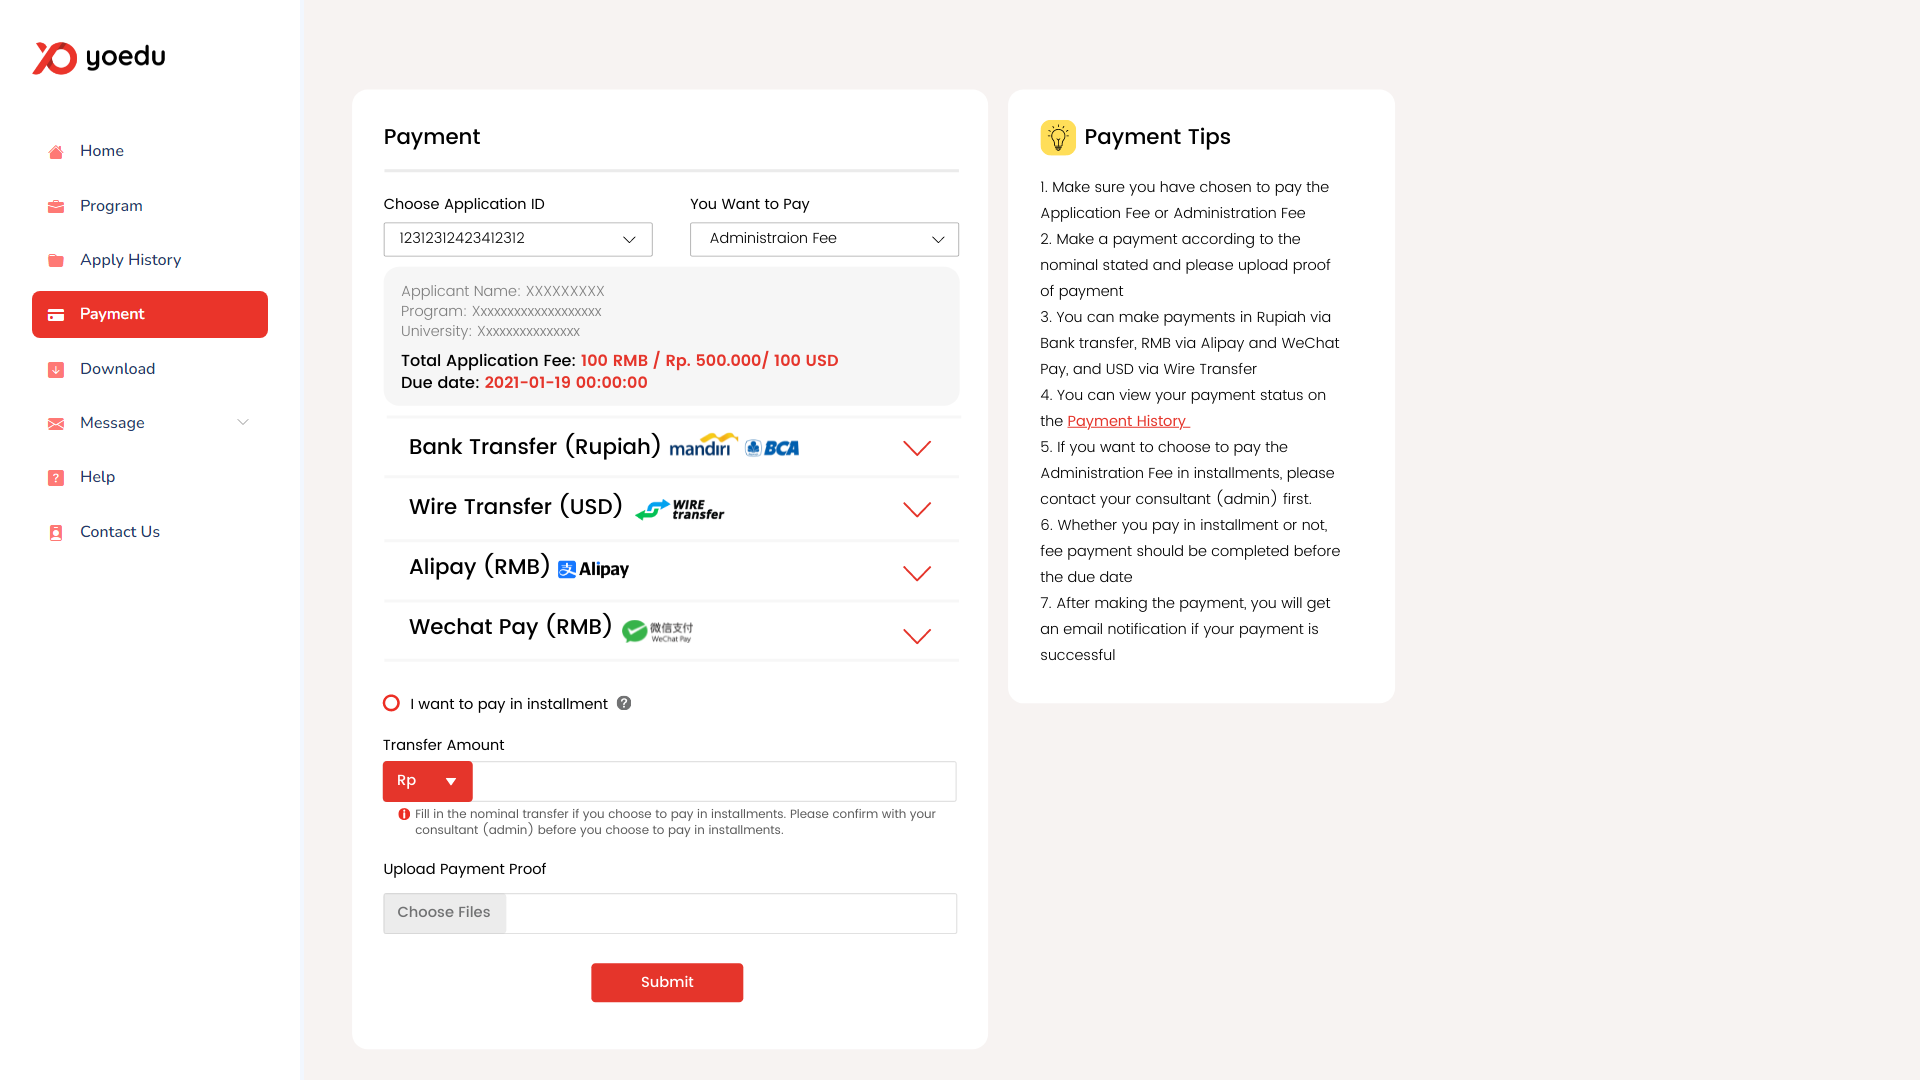 yoedu
Home
Program
Apply History
Payment
Download
Message
Help
Contact Us
Payment
Choose Application ID
12312312423412312
You Want to Pay
Administraion Fee
Applicant Name: XXXXXXXXX
Program: Xxxxxxxxxxxxxxxxxxx
University: Xxxxxxxxxxxxxxx
Total Application Fee: 100 RMB / Rp. 500.000/ 100 USD
Due date: 2021-01-19 00:00:00
Bank Transfer (Rupiah) mandiri BCA
Wire Transfer (USD) WIRE transfer
Alipay (RMB) 支 Alipay
Wechat Pay (RMB) 微信支付 WeChat Pay
I want to pay in installment ?
Transfer Amount
Rp
Fill in the nominal transfer if you choose to pay in installments. Please confirm with your
consultant (admin) before you choose to pay in installments.
Upload Payment Proof
Choose Files
Submit
Payment Tips
1. Make sure you have chosen to pay the
Application Fee or Administration Fee
2. Make a payment according to the
nominal stated and please upload proof
of payment
3. You can make payments in Rupiah via
Bank transfer, RMB via Alipay and WeChat
Pay, and USD via Wire Transfer
4. You can view your payment status on
the Payment History
5. If you want to choose to pay the
Administration Fee in installments, please
contact your consultant (admin) first.
6. Whether you pay in installment or not,
fee payment should be completed before
the due date
7. After making the payment, you will get
an email notification if your payment is
successful